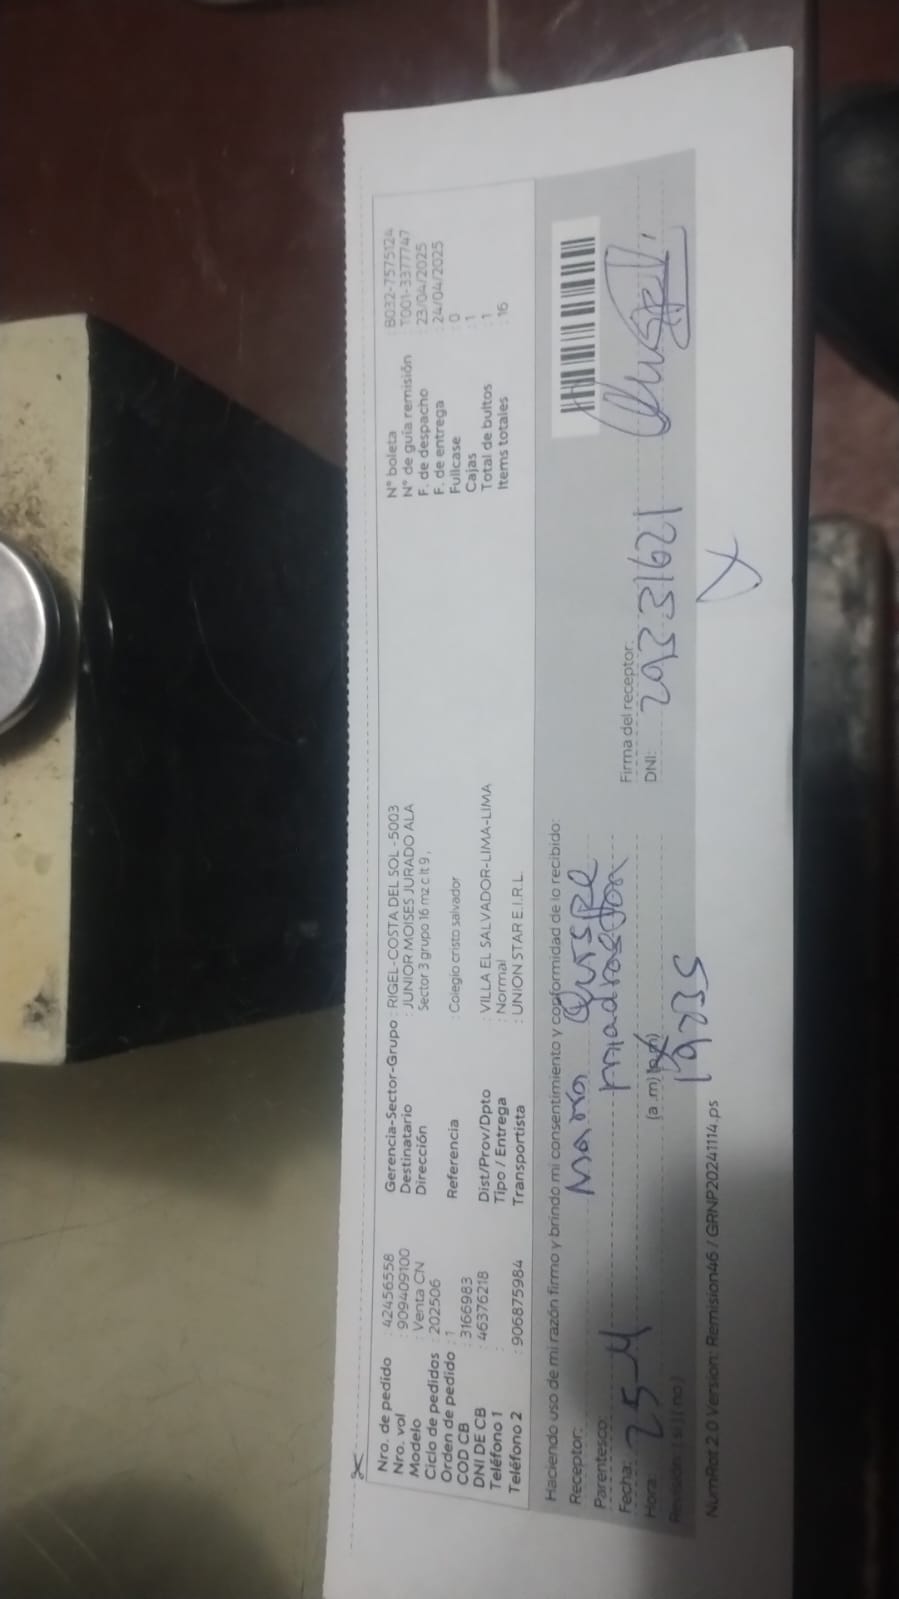 Nro. de pedido : 42456558
Nro. vol : 909409100
Modelo : Venta CN
Ciclo de pedidos : 202506
Orden de pedido : 1
COD CB : 3166983
DNI DE CB : 46376218
Teléfono 1 :
Teléfono 2 : 906875984
Gerencia-Sector-Grupo : RIGEL-COSTA DEL SOL -5003
Destinatario : JUNIOR MOISES JURADO ALA
Dirección Sector 3 grupo 16 mz c lt 9 ,
Referencia : Colegio cristo salvador
Dist/Prov/Dpto : VILLA EL SALVADOR-LIMA-LIMA
Tipo / Entrega : Normal
Transportista : UNION STAR E.I.R.L.
N° boleta : B032-7575124
N° de guía remisión : T001-3377747
F. de despacho : 23/04/2025
F. de entrega : 24/04/2025
Fullcase : 0
Cajas : 1
Total de bultos : 1
Items totales : 16
Haciendo uso de mi razón firmo y brindo mi consentimiento y conformidad de lo recibido:
Receptor: Maria Quispe
Parentesco:
Fecha: 25-4
Hora: (a .m) (p.m)
Revisión: ( si ) ( no )
Firma del receptor:
DNI: 29331621
NumRot 2.0 Version: Remision46 / GRNP20241114.ps